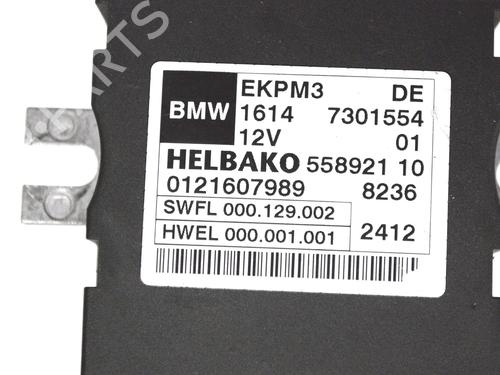 PARTS
EKPM3 DE
BMW 1614 7301554
12V 01
HELBAKO 558921 10
0121607989 8236
SWFL 000.129.002
HWEL 000.001.001 2412